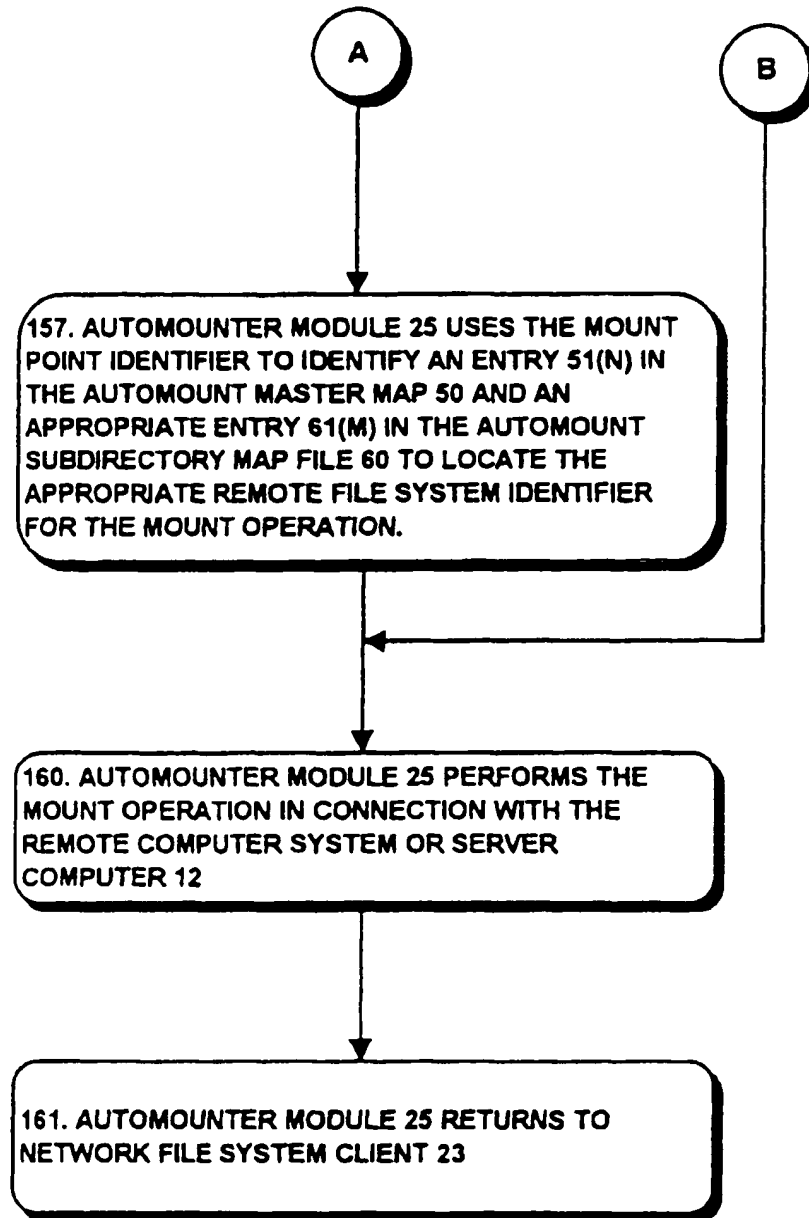 A
B
157. AUTOMOUNTER MODULE 25 USES THE MOUNT
POINT IDENTIFIER TO IDENTIFY AN ENTRY 51(N) IN
THE AUTOMOUNT MASTER MAP 50 AND AN
APPROPRIATE ENTRY 61(M) IN THE AUTOMOUNT
SUBDIRECTORY MAP FILE 60 TO LOCATE THE
APPROPRIATE REMOTE FILE SYSTEM IDENTIFIER
FOR THE MOUNT OPERATION.
160. AUTOMOUNTER MODULE 25 PERFORMS THE
MOUNT OPERATION IN CONNECTION WITH THE
REMOTE COMPUTER SYSTEM OR SERVER
COMPUTER 12
161. AUTOMOUNTER MODULE 25 RETURNS TO
NETWORK FILE SYSTEM CLIENT 23